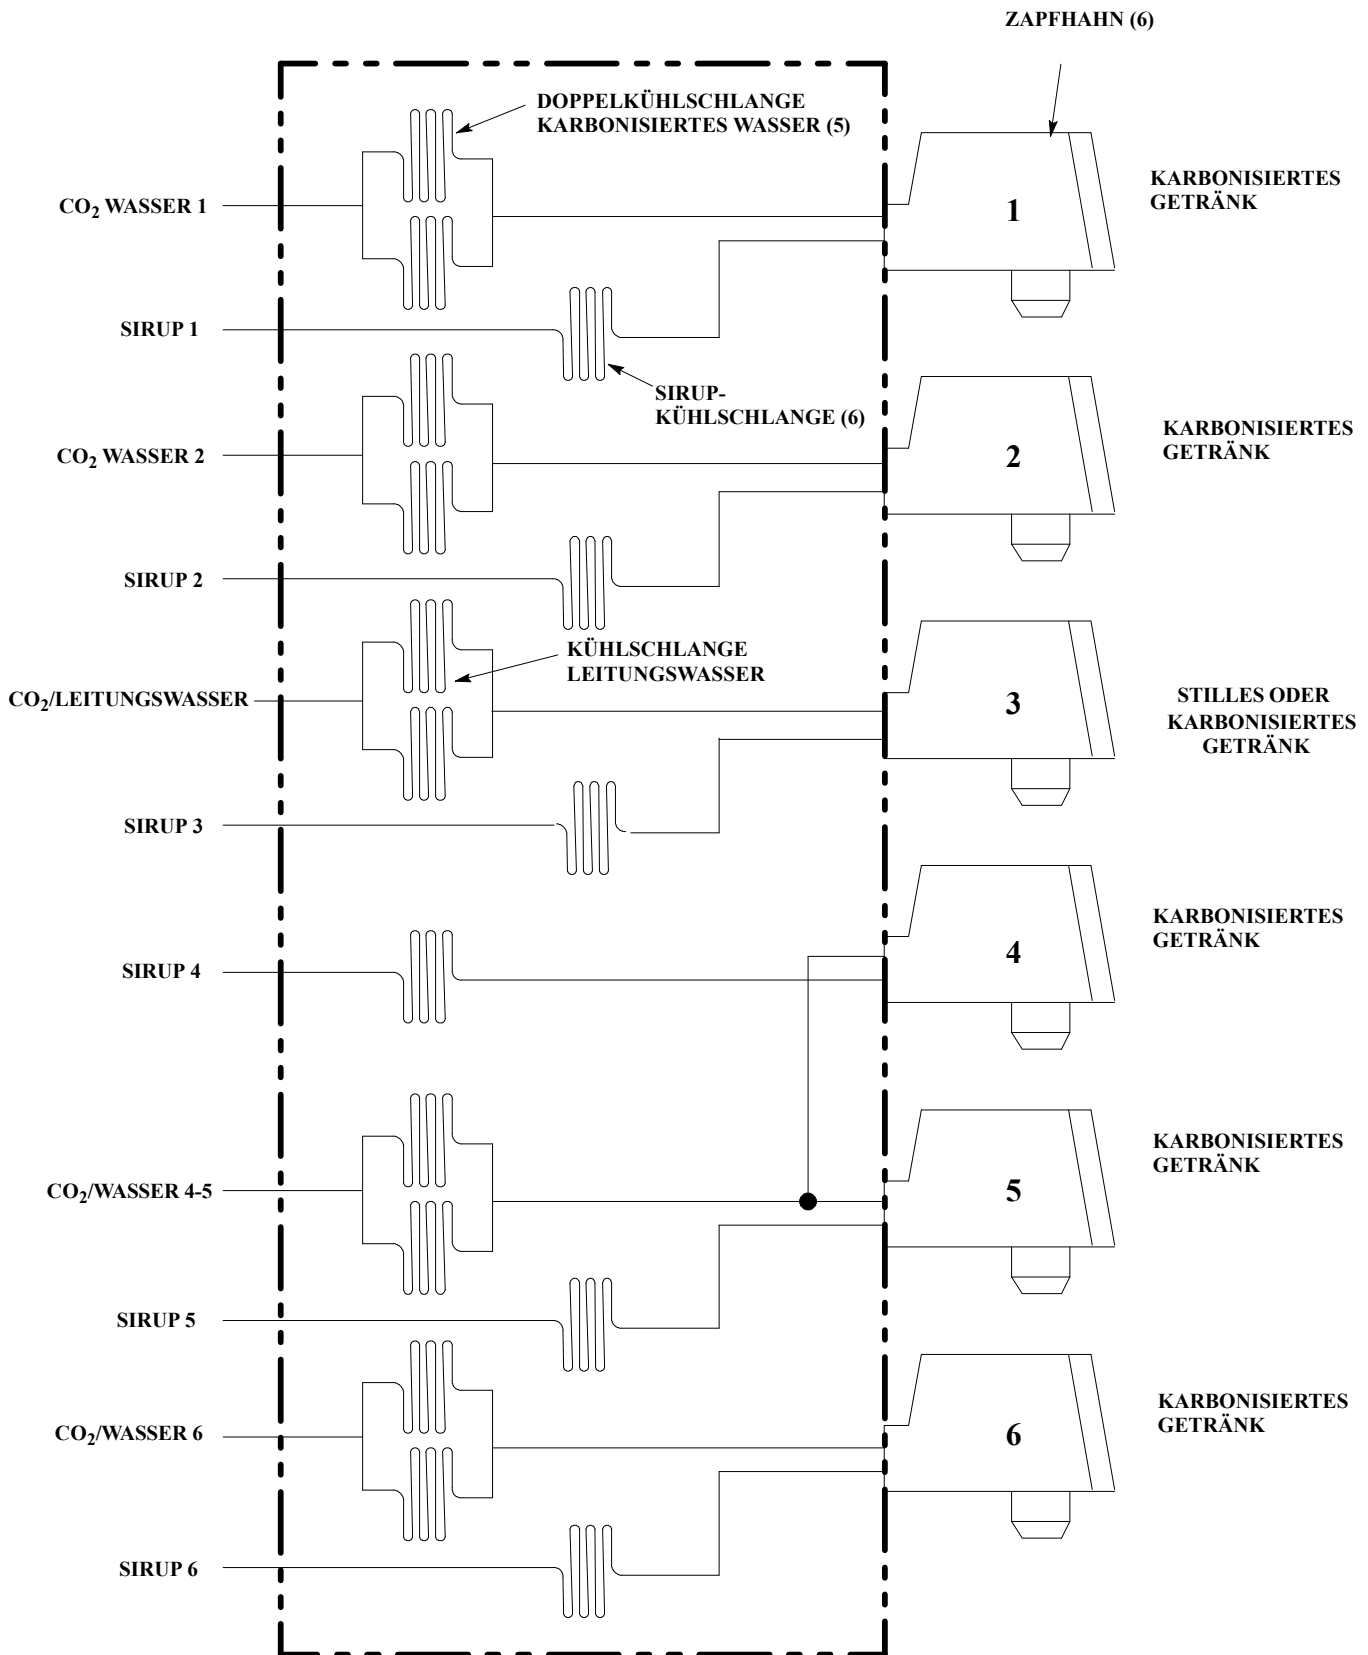 ZAPFHAHN (6)
DOPPELKÜHLSCHLANGE
KARBONISIERTES WASSER (5)
CO₂ WASSER 1
1
KARBONISIERTES
GETRÄNK
SIRUP 1
SIRUP-
KÜHLSCHLANGE (6)
CO₂ WASSER 2
2
KARBONISIERTES
GETRÄNK
SIRUP 2
KÜHLSCHLANGE
LEITUNGSWASSER
CO₂/LEITUNGSWASSER
3
STILLES ODER
KARBONISIERTES
GETRÄNK
SIRUP 3
SIRUP 4
4
KARBONISIERTES
GETRÄNK
CO₂/WASSER 4-5
5
KARBONISIERTES
GETRÄNK
SIRUP 5
CO₂/WASSER 6
6
KARBONISIERTES
GETRÄNK
SIRUP 6